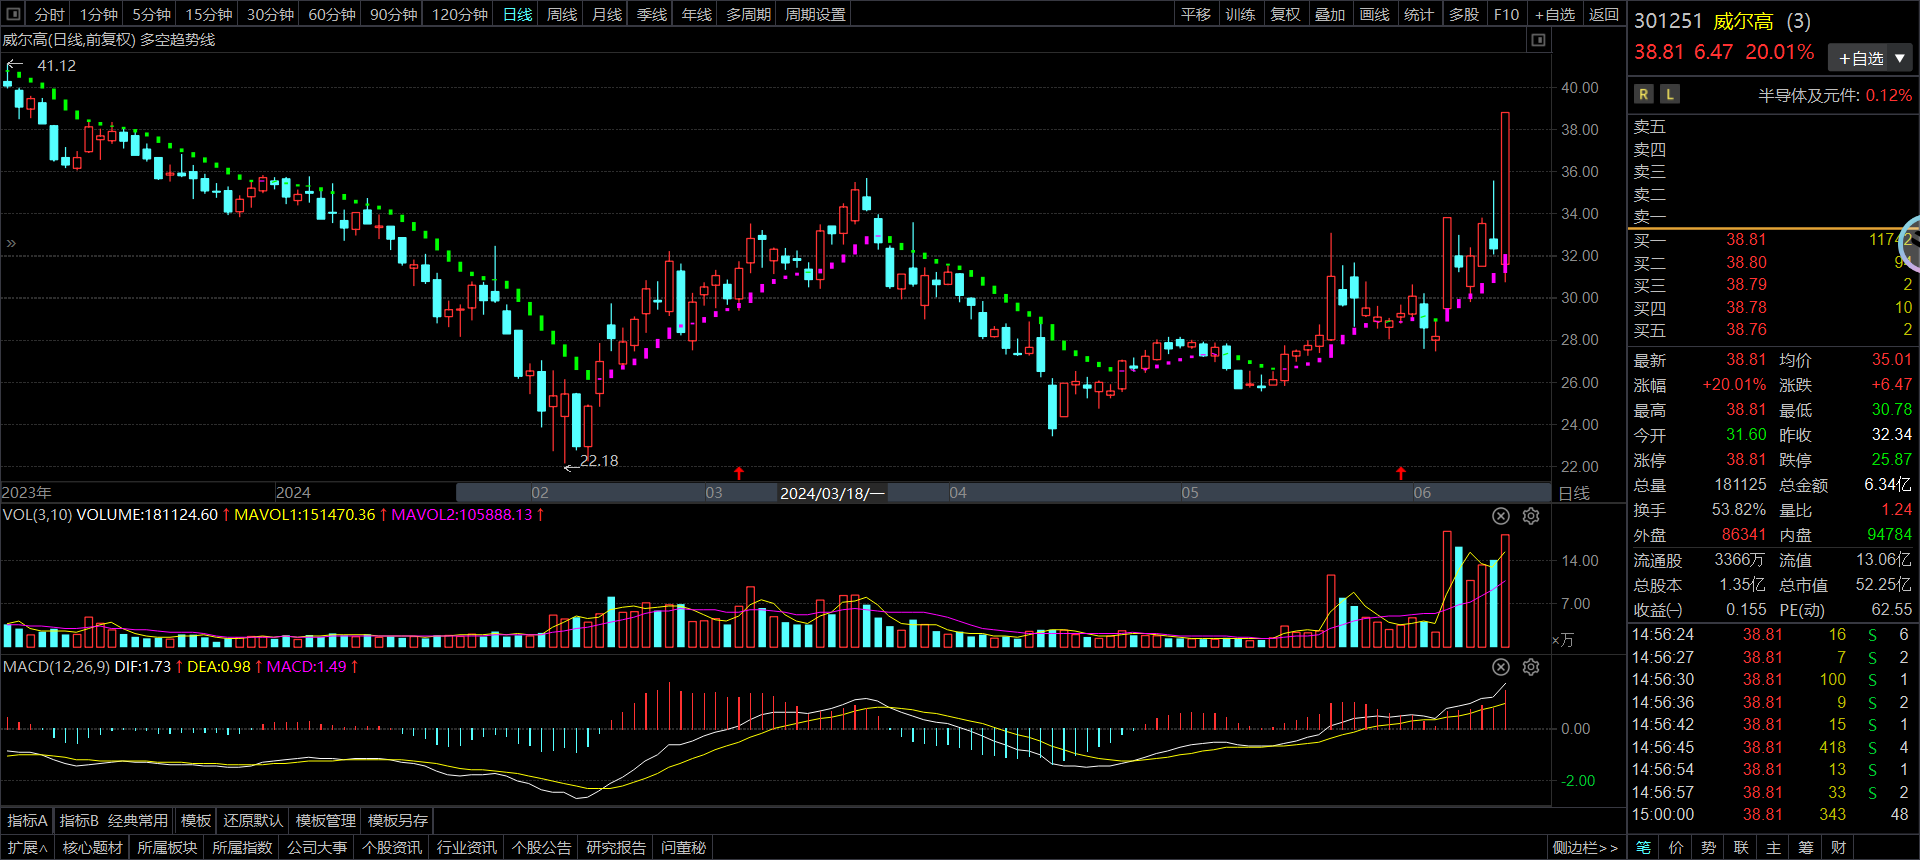 分时 1分钟 5分钟 15分钟 30分钟 60分钟 90分钟 120分钟 日线 周线 月线 季线 年线 多周期 周期设置 平移 训练 复权 叠加 画线 统计 多股 F10 +自选 返回
威尔高(日线,前复权) 多空趋势线
41.12
40.00
38.00
36.00
34.00
32.00
30.00
28.00
26.00
24.00
22.00
22.18
2023年 2024 02 03 2024/03/18/一 04 05 06 日线
VOL(3,10) VOLUME:181124.60↑ MAVOL1:151470.36↑ MAVOL2:105888.13↑
14.00
7.00
×万
MACD(12,26,9) DIF:1.73↑ DEA:0.98↑ MACD:1.49↑
0.00
-2.00
指标A 指标B 经典常用 模板 还原默认 模板管理 模板另存
扩展∧ 核心题材 所属板块 所属指数 公司大事 个股资讯 行业资讯 个股公告 研究报告 问董秘 侧边栏>>
301251 威尔高 (3)
38.81 6.47 20.01% +自选 ▼
R L 半导体及元件: 0.12%
卖五
卖四
卖三
卖二
卖一
买一 38.81 11742
买二 38.80 94
买三 38.79 2
买四 38.78 10
买五 38.76 2
最新 38.81 均价 35.01
涨幅 +20.01% 涨跌 +6.47
最高 38.81 最低 30.78
今开 31.60 昨收 32.34
涨停 38.81 跌停 25.87
总量 181125 总金额 6.34亿
换手 53.82% 量比 1.24
外盘 86341 内盘 94784
流通股 3366万 流值 13.06亿
总股本 1.35亿 总市值 52.25亿
收益㈠ 0.155 PE(动) 62.55
14:56:24 38.81 16 S 6
14:56:27 38.81 7 S 2
14:56:30 38.81 100 S 1
14:56:36 38.81 9 S 2
14:56:42 38.81 15 S 1
14:56:45 38.81 418 S 4
14:56:54 38.81 13 S 1
14:56:57 38.81 33 S 2
15:00:00 38.81 343 48
笔 价 势 联 主 筹 财